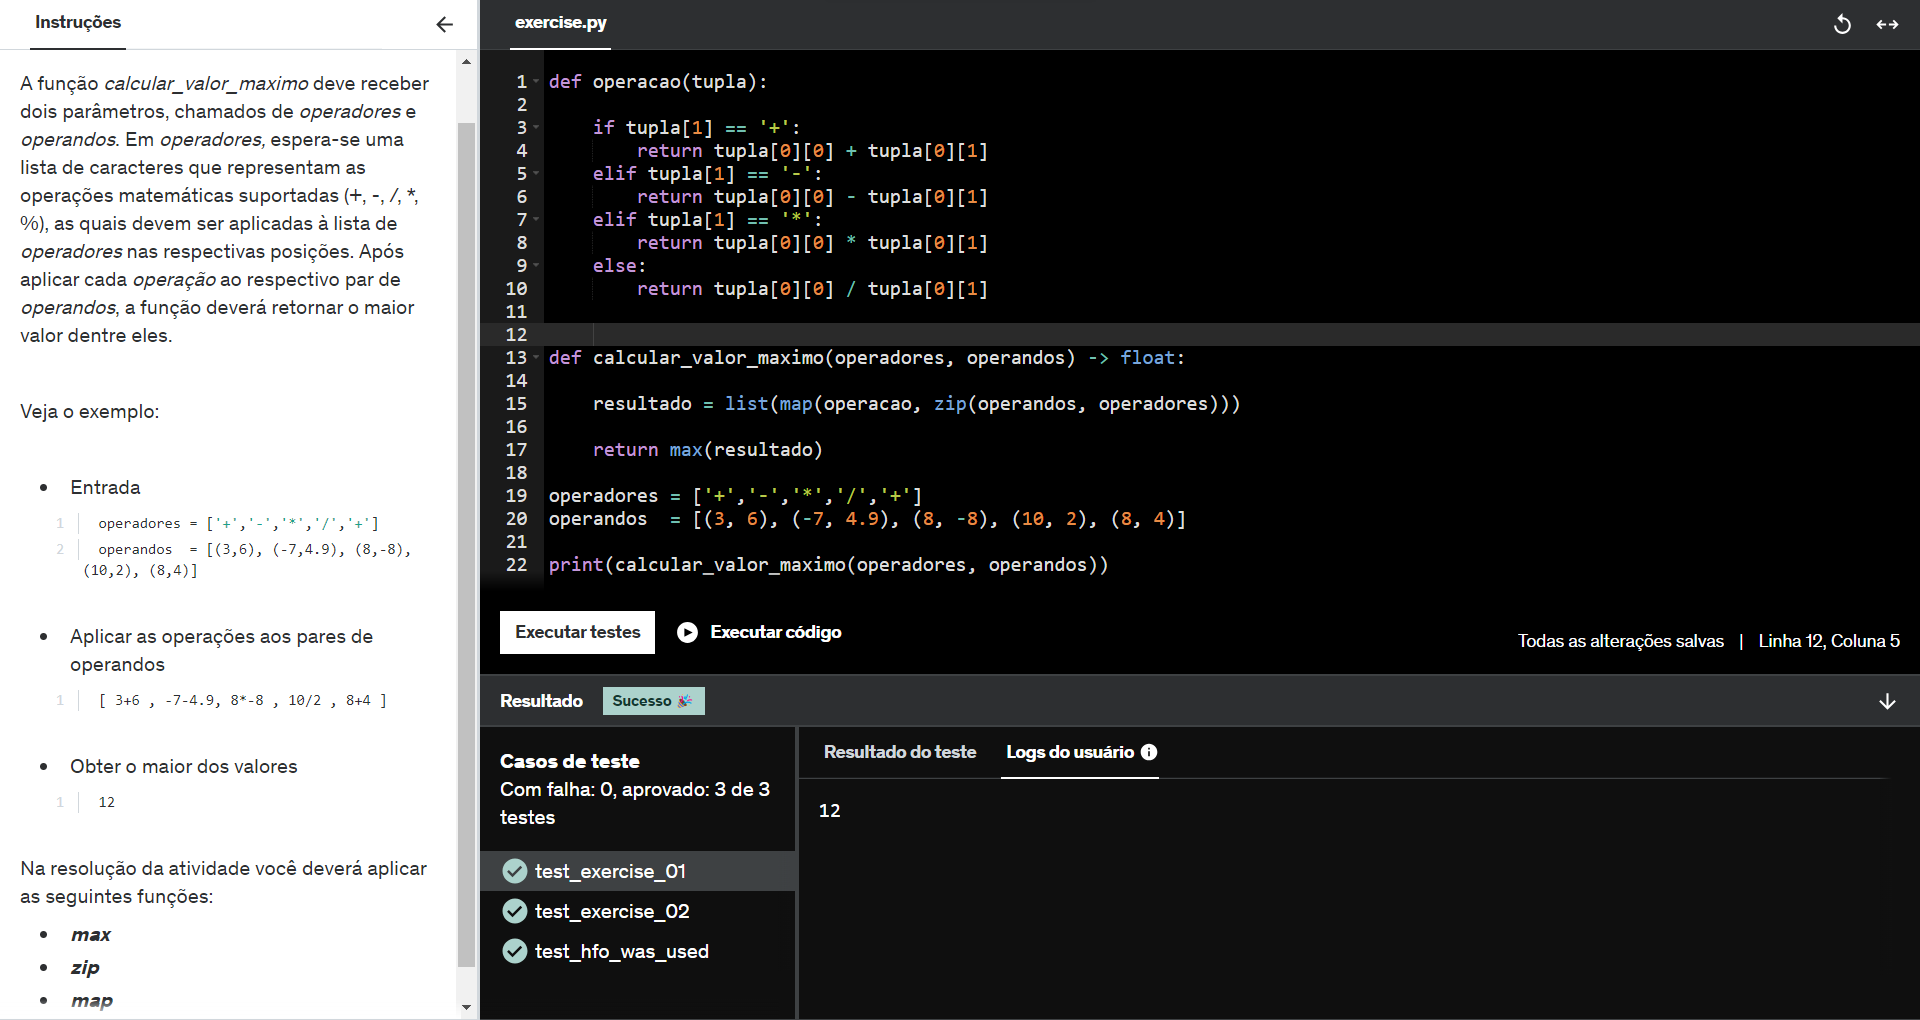 Instruções
A função calcular_valor_maximo deve receber
dois parâmetros, chamados de operadores e
operandos. Em operadores, espera-se uma
lista de caracteres que representam as
operações matemáticas suportadas (+, -, /, *,
%), as quais devem ser aplicadas à lista de
operadores nas respectivas posições. Após
aplicar cada operação ao respectivo par de
operandos, a função deverá retornar o maior
valor dentre eles.
Veja o exemplo:
Entrada
1 operadores = ['+','-','*','/','+']
2 operandos  = [(3,6), (-7,4.9), (8,-8),
(10,2), (8,4)]
Aplicar as operações aos pares de
operandos
1 [ 3+6 , -7-4.9, 8*-8 , 10/2 , 8+4 ]
Obter o maior dos valores
1 12
Na resolução da atividade você deverá aplicar
as seguintes funções:
max
zip
map
exercise.py
1 def operacao(tupla):
2
3     if tupla[1] == '+':
4         return tupla[0][0] + tupla[0][1]
5     elif tupla[1] == '-':
6         return tupla[0][0] - tupla[0][1]
7     elif tupla[1] == '*':
8         return tupla[0][0] * tupla[0][1]
9     else:
10         return tupla[0][0] / tupla[0][1]
11
12
13 def calcular_valor_maximo(operadores, operandos) -> float:
14
15     resultado = list(map(operacao, zip(operandos, operadores)))
16
17     return max(resultado)
18
19 operadores = ['+','-','*','/','+']
20 operandos  = [(3, 6), (-7, 4.9), (8, -8), (10, 2), (8, 4)]
21
22 print(calcular_valor_maximo(operadores, operandos))
Executar testes
Executar código
Todas as alterações salvas | Linha 12, Coluna 5
Resultado
Sucesso 🎉
Casos de teste
Com falha: 0, aprovado: 3 de 3
testes
test_exercise_01
test_exercise_02
test_hfo_was_used
Resultado do teste
Logs do usuário
12